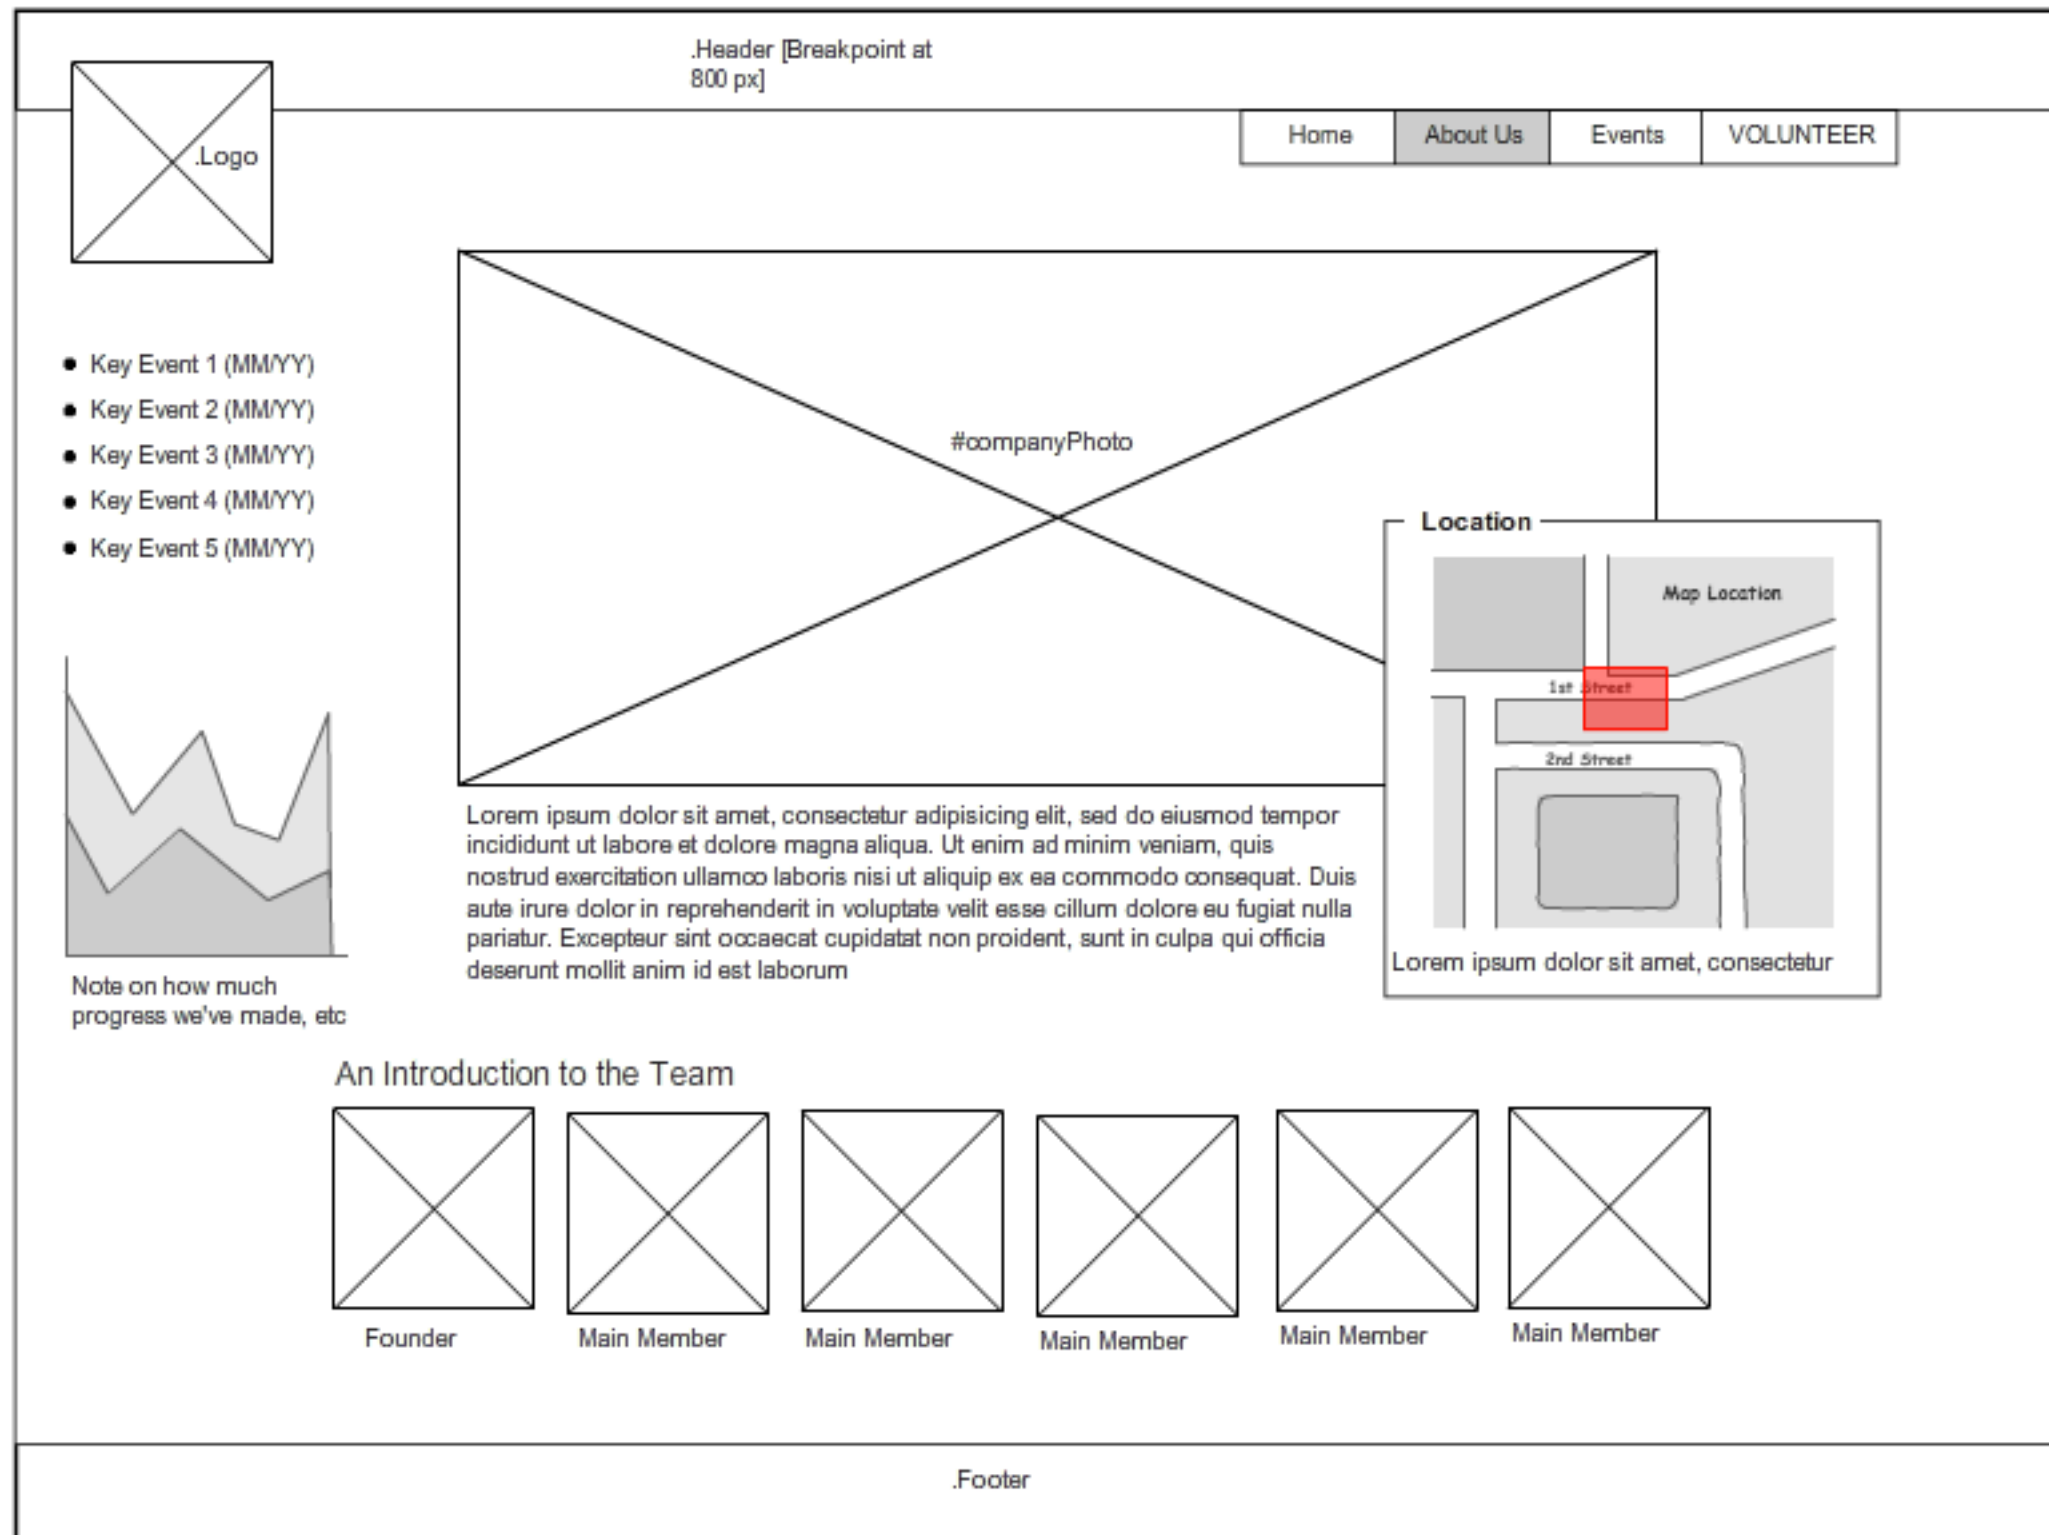 .Header [Breakpoint at
800 px]
.Logo
Home
About Us
Events
VOLUNTEER
Key Event 1 (MM/YY)
Key Event 2 (MM/YY)
Key Event 3 (MM/YY)
Key Event 4 (MM/YY)
Key Event 5 (MM/YY)
Note on how much
progress we've made, etc
#companyPhoto
Lorem ipsum dolor sit amet, consectetur adipisicing elit, sed do eiusmod tempor
incididunt ut labore et dolore magna aliqua. Ut enim ad minim veniam, quis
nostrud exercitation ullamco laboris nisi ut aliquip ex ea commodo consequat. Duis
aute irure dolor in reprehenderit in voluptate velit esse cillum dolore eu fugiat nulla
pariatur. Excepteur sint occaecat cupidatat non proident, sunt in culpa qui officia
deserunt mollit anim id est laborum
Location
Map Location
1st Street
2nd Street
Lorem ipsum dolor sit amet, consectetur
An Introduction to the Team
Founder
Main Member
Main Member
Main Member
Main Member
Main Member
.Footer